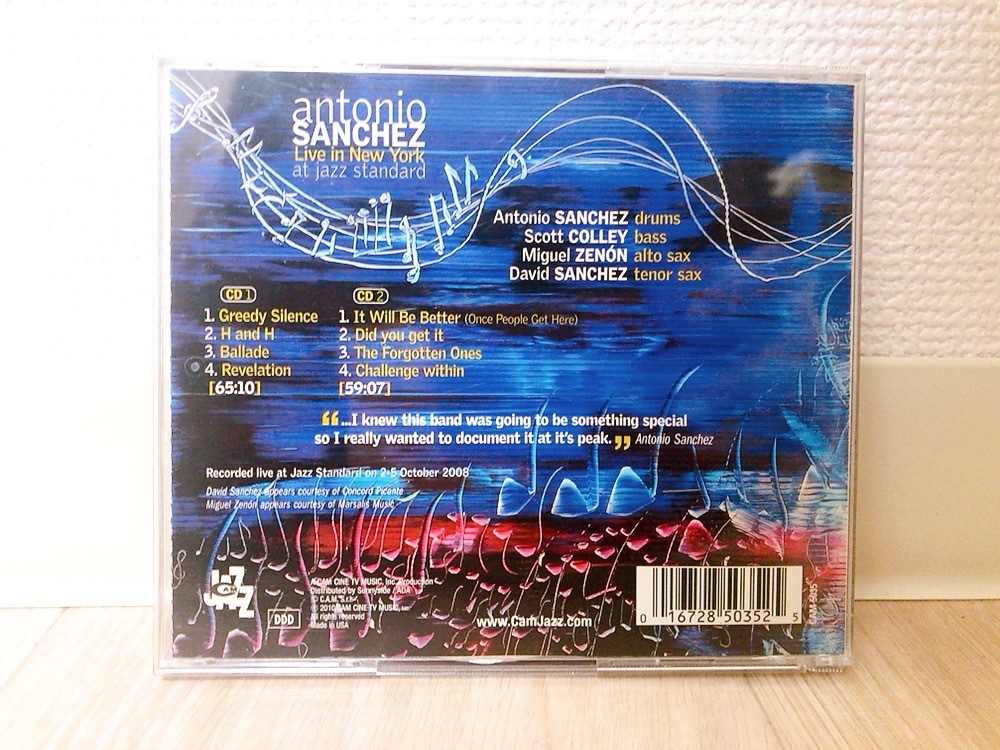 antonio
SANCHEZ
Live in New York
at jazz standard
Antonio SANCHEZ drums
Scott COLLEY bass
Miguel ZENÓN alto sax
David SANCHEZ tenor sax
CD 1
1. Greedy Silence
2. H and H
3. Ballade
4. Revelation
[65:10]
CD 2
1. It Will Be Better (Once People Get Here)
2. Did you get it
3. The Forgotten Ones
4. Challenge within
[59:07]
“...I knew this band was going to be something special
so I really wanted to document it at it's peak.” Antonio Sanchez
Recorded live at Jazz Standard on 2-5 October 2008
David Sanchez appears courtesy of Concord Picante
Miguel Zenón appears courtesy of Marsalis Music
JAZZ
CAM
DDD
A CAM CINE TV MUSIC, Inc. Production
Distributed by Sunnyside / ADA
© C.A.M. S.r.l.
℗ 2010 CAM CINE TV MUSIC, Inc.
All rights reserved
Made in USA
www.CamJazz.com
0 16728 50352 5